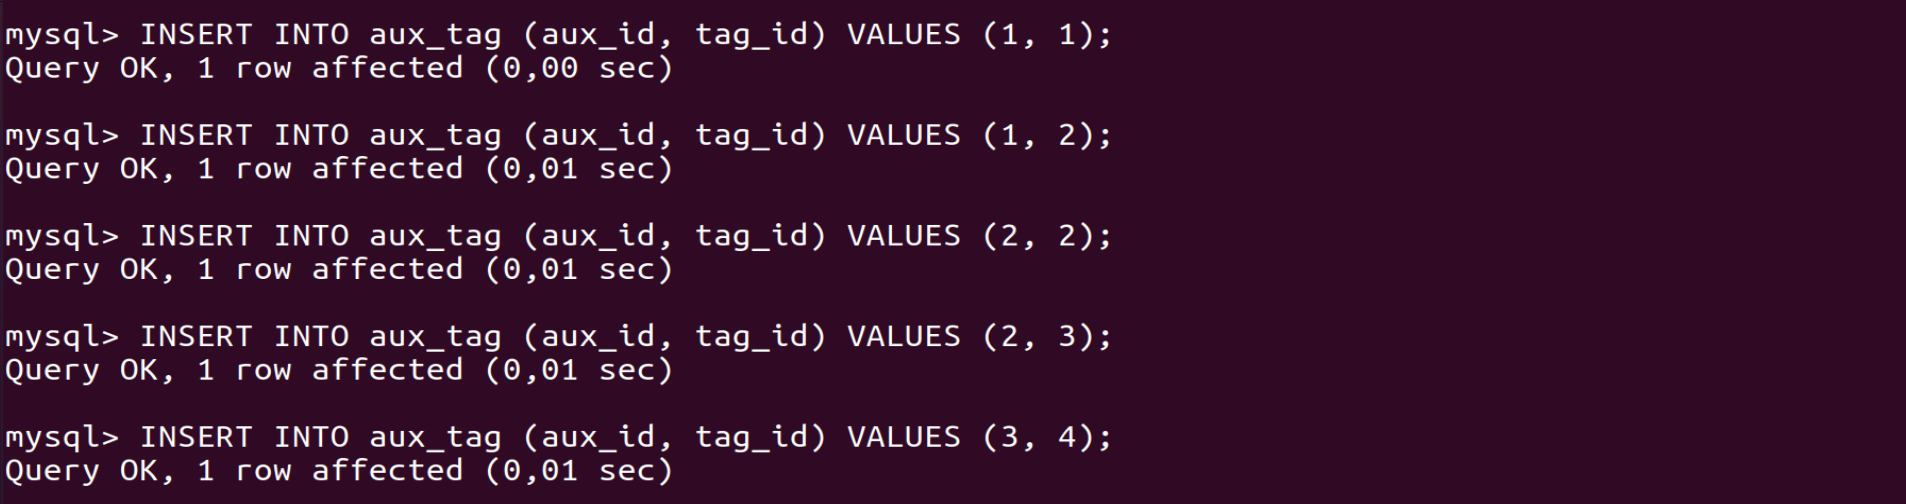 mysql> INSERT INTO aux_tag (aux_id, tag_id) VALUES (1, 1);
Query OK, 1 row affected (0,00 sec)
mysql> INSERT INTO aux_tag (aux_id, tag_id) VALUES (1, 2);
Query OK, 1 row affected (0,01 sec)
mysql> INSERT INTO aux_tag (aux_id, tag_id) VALUES (2, 2);
Query OK, 1 row affected (0,01 sec)
mysql> INSERT INTO aux_tag (aux_id, tag_id) VALUES (2, 3);
Query OK, 1 row affected (0,01 sec)
mysql> INSERT INTO aux_tag (aux_id, tag_id) VALUES (3, 4);
Query OK, 1 row affected (0,01 sec)